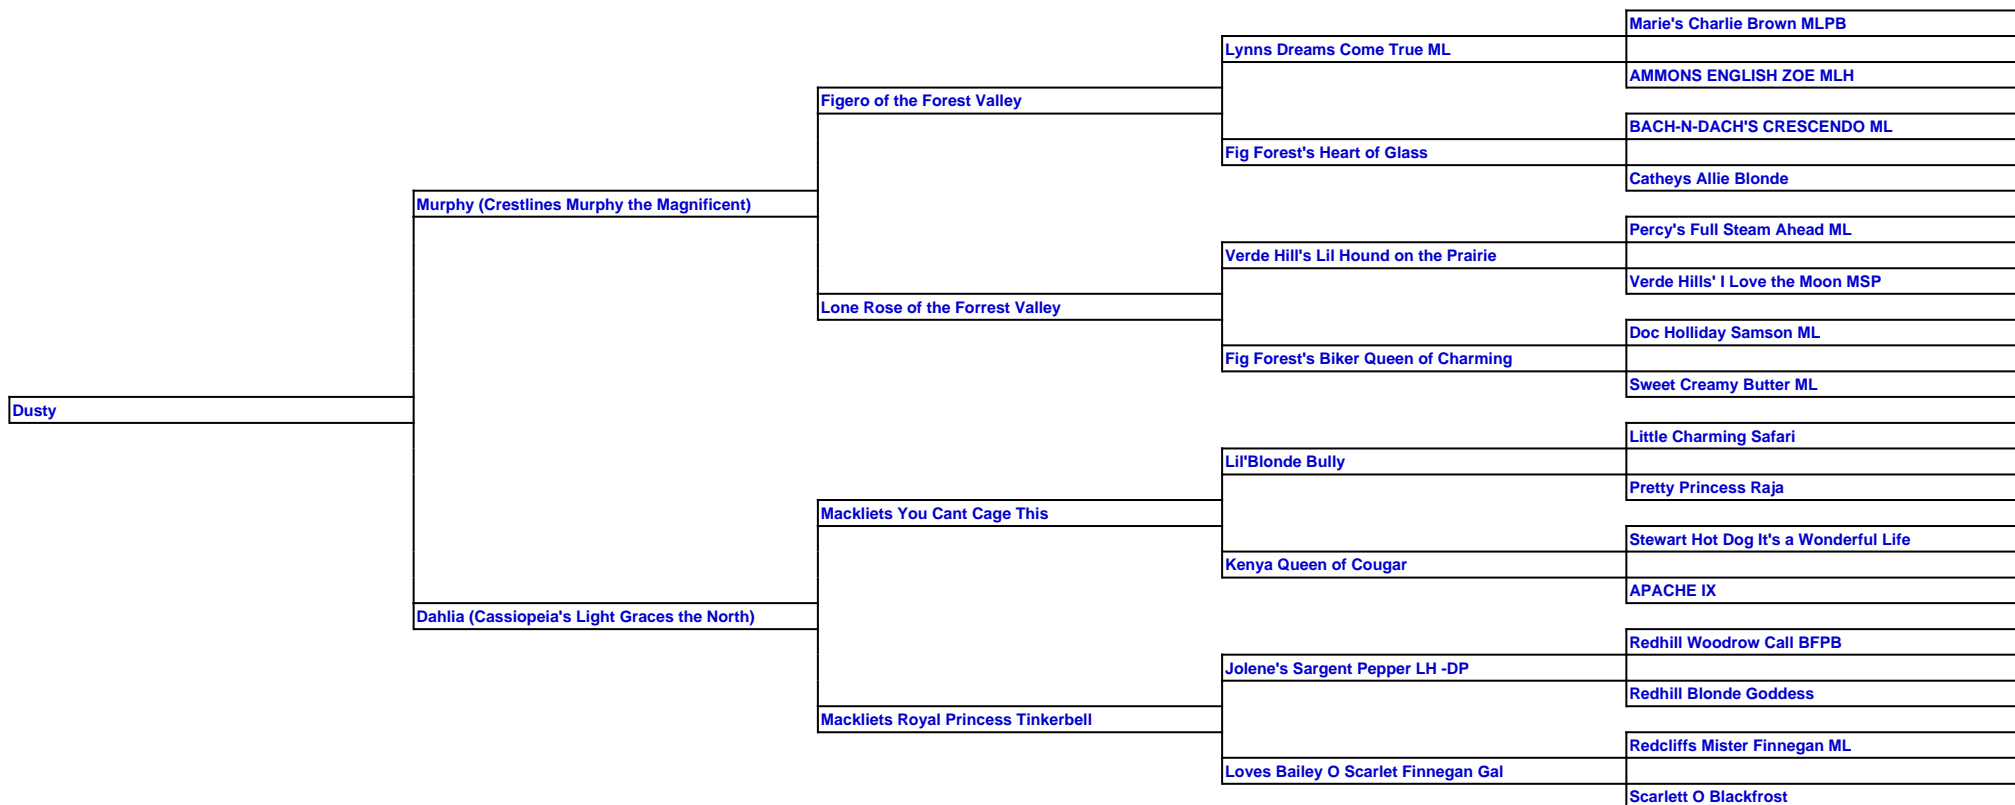 Marie's Charlie Brown MLPB
Lynns Dreams Come True ML
AMMONS ENGLISH ZOE MLH
Figero of the Forest Valley
BACH-N-DACH'S CRESCENDO ML
Fig Forest's Heart of Glass
Catheys Allie Blonde
Murphy (Crestlines Murphy the Magnificent)
Percy's Full Steam Ahead ML
Verde Hill's Lil Hound on the Prairie
Verde Hills' I Love the Moon MSP
Lone Rose of the Forrest Valley
Doc Holliday Samson ML
Fig Forest's Biker Queen of Charming
Sweet Creamy Butter ML
Dusty
Little Charming Safari
Lil'Blonde Bully
Pretty Princess Raja
Mackliets You Cant Cage This
Stewart Hot Dog It's a Wonderful Life
Kenya Queen of Cougar
APACHE IX
Dahlia (Cassiopeia's Light Graces the North)
Redhill Woodrow Call BFPB
Jolene's Sargent Pepper LH -DP
Redhill Blonde Goddess
Mackliets Royal Princess Tinkerbell
Redcliffs Mister Finnegan ML
Loves Bailey O Scarlet Finnegan Gal
Scarlett O Blackfrost